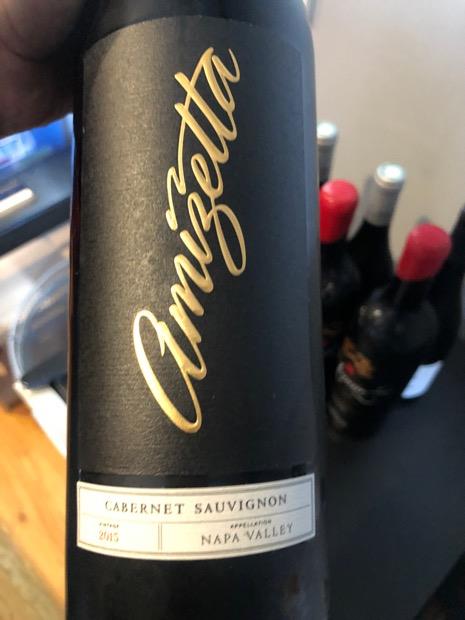 amizetta
CABERNET SAUVIGNON
VINTAGE
2015
APPELLATION
NAPA VALLEY